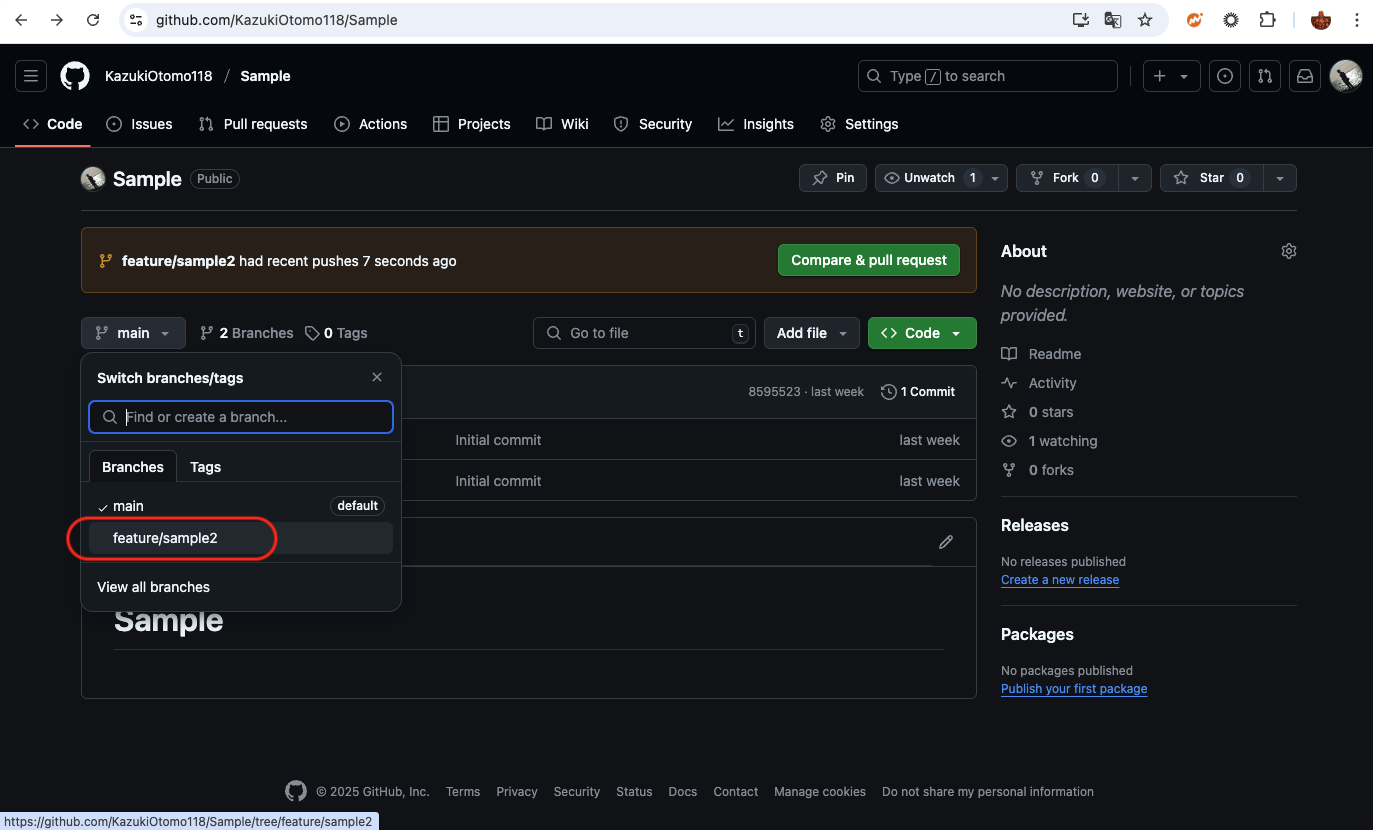 github.com/KazukiOtomo118/Sample
KazukiOtomo118 / Sample
Type / to search
Code
Issues
Pull requests
Actions
Projects
Wiki
Security
Insights
Settings
Sample Public
Pin
Unwatch 1
Fork 0
Star 0
feature/sample2 had recent pushes 7 seconds ago
Compare & pull request
main
2 Branches
0 Tags
Go to file t
Add file
Code
Switch branches/tags
Find or create a branch...
Branches
Tags
main default
feature/sample2
View all branches
8595523 · last week
1 Commit
Initial commit last week
Initial commit last week
Sample
About
No description, website, or topics
provided.
Readme
Activity
0 stars
1 watching
0 forks
Releases
No releases published
Create a new release
Packages
No packages published
Publish your first package
© 2025 GitHub, Inc. Terms Privacy Security Status Docs Contact Manage cookies Do not share my personal information
https://github.com/KazukiOtomo118/Sample/tree/feature/sample2